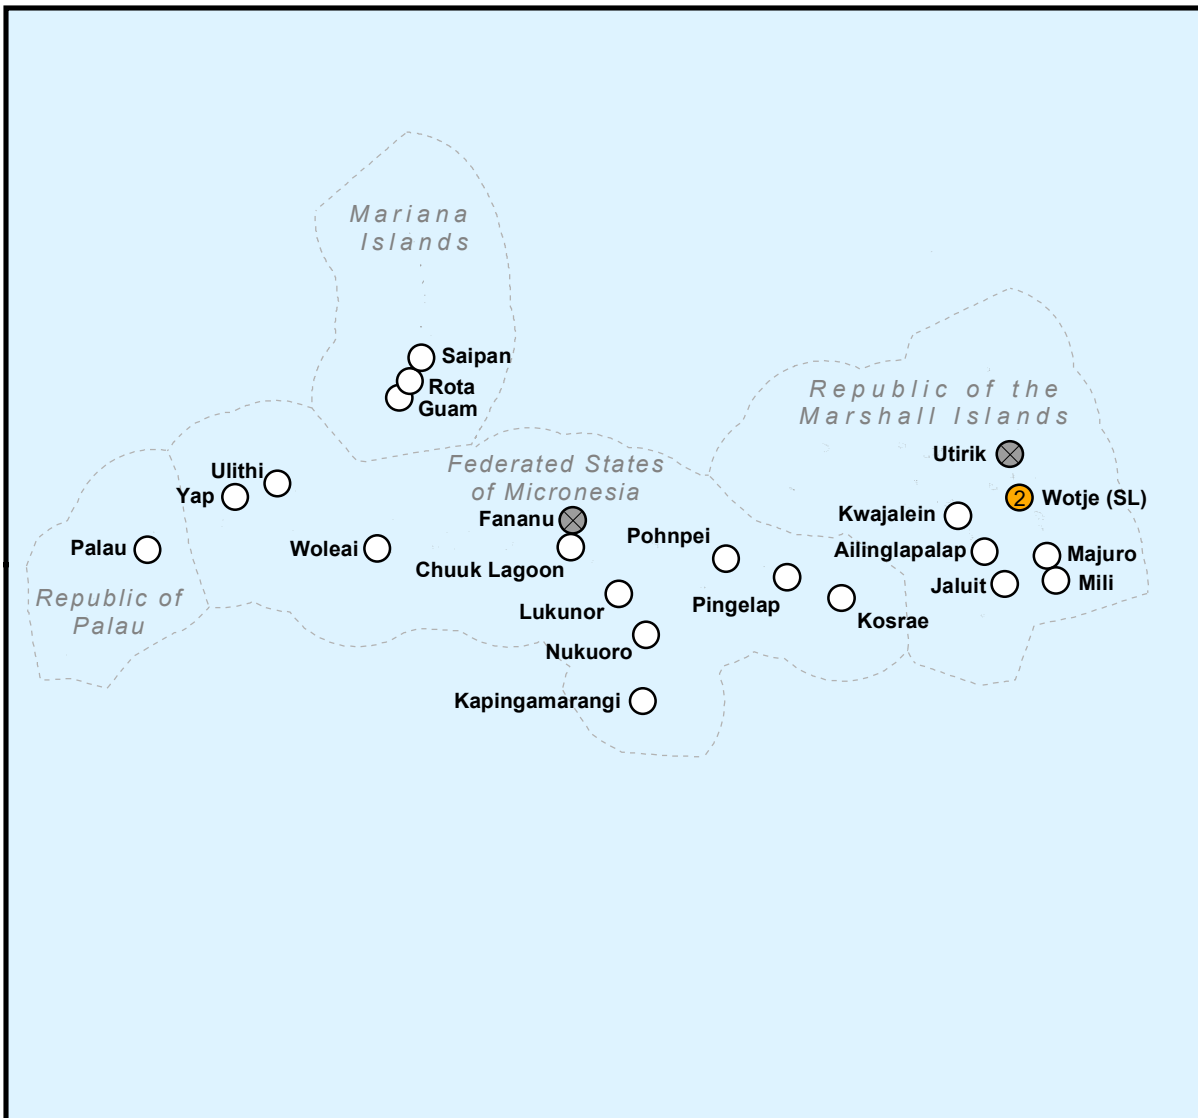 Mariana
Islands
Saipan
Rota
Guam
Republic of the
Marshall Islands
Utirik
Ulithi
Federated States
of Micronesia
Yap
2
Wotje (SL)
Fananu
Kwajalein
Pohnpei
Palau
Woleai
Chuuk Lagoon
Ailinglapalap
Majuro
Jaluit
Mili
Republic of
Palau
Lukunor
Pingelap
Kosrae
Nukuoro
Kapingamarangi